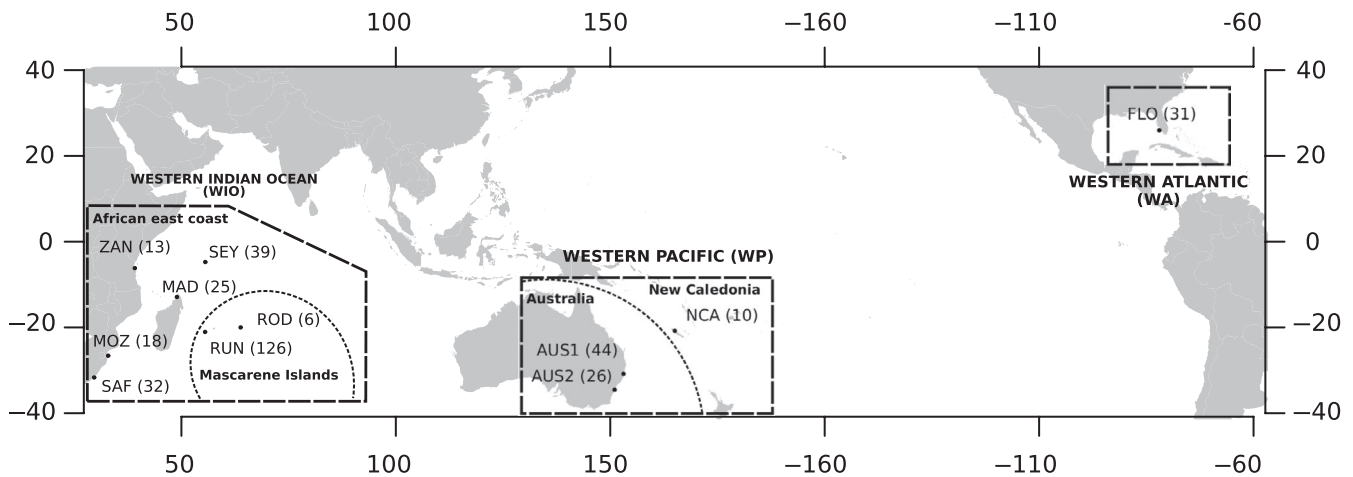 50 100 150 −160 −110 -60
40 40
FLO (31)
20 20
WESTERN INDIAN OCEAN
(WIO)
WESTERN ATLANTIC
(WA)
African east coast
ZAN (13)
SEY (39)
0 0
WESTERN PACIFIC (WP)
MAD (25)
Australia
New Caledonia
ROD (6)
NCA (10)
−20 −20
MOZ (18)
RUN (126)
AUS1 (44)
Mascarene Islands
AUS2 (26)
SAF (32)
−40 −40
50 100 150 −160 −110 −60